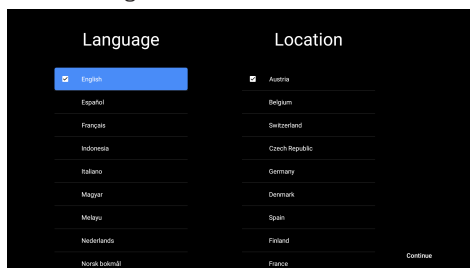 Language
Location
English
Austria
Español
Belgium
Français
Switzerland
Indonesia
Czech Republic
Italiano
Germany
Magyar
Denmark
Melayu
Spain
Nederlands
Finland
Continue
Norsk bokmål
France